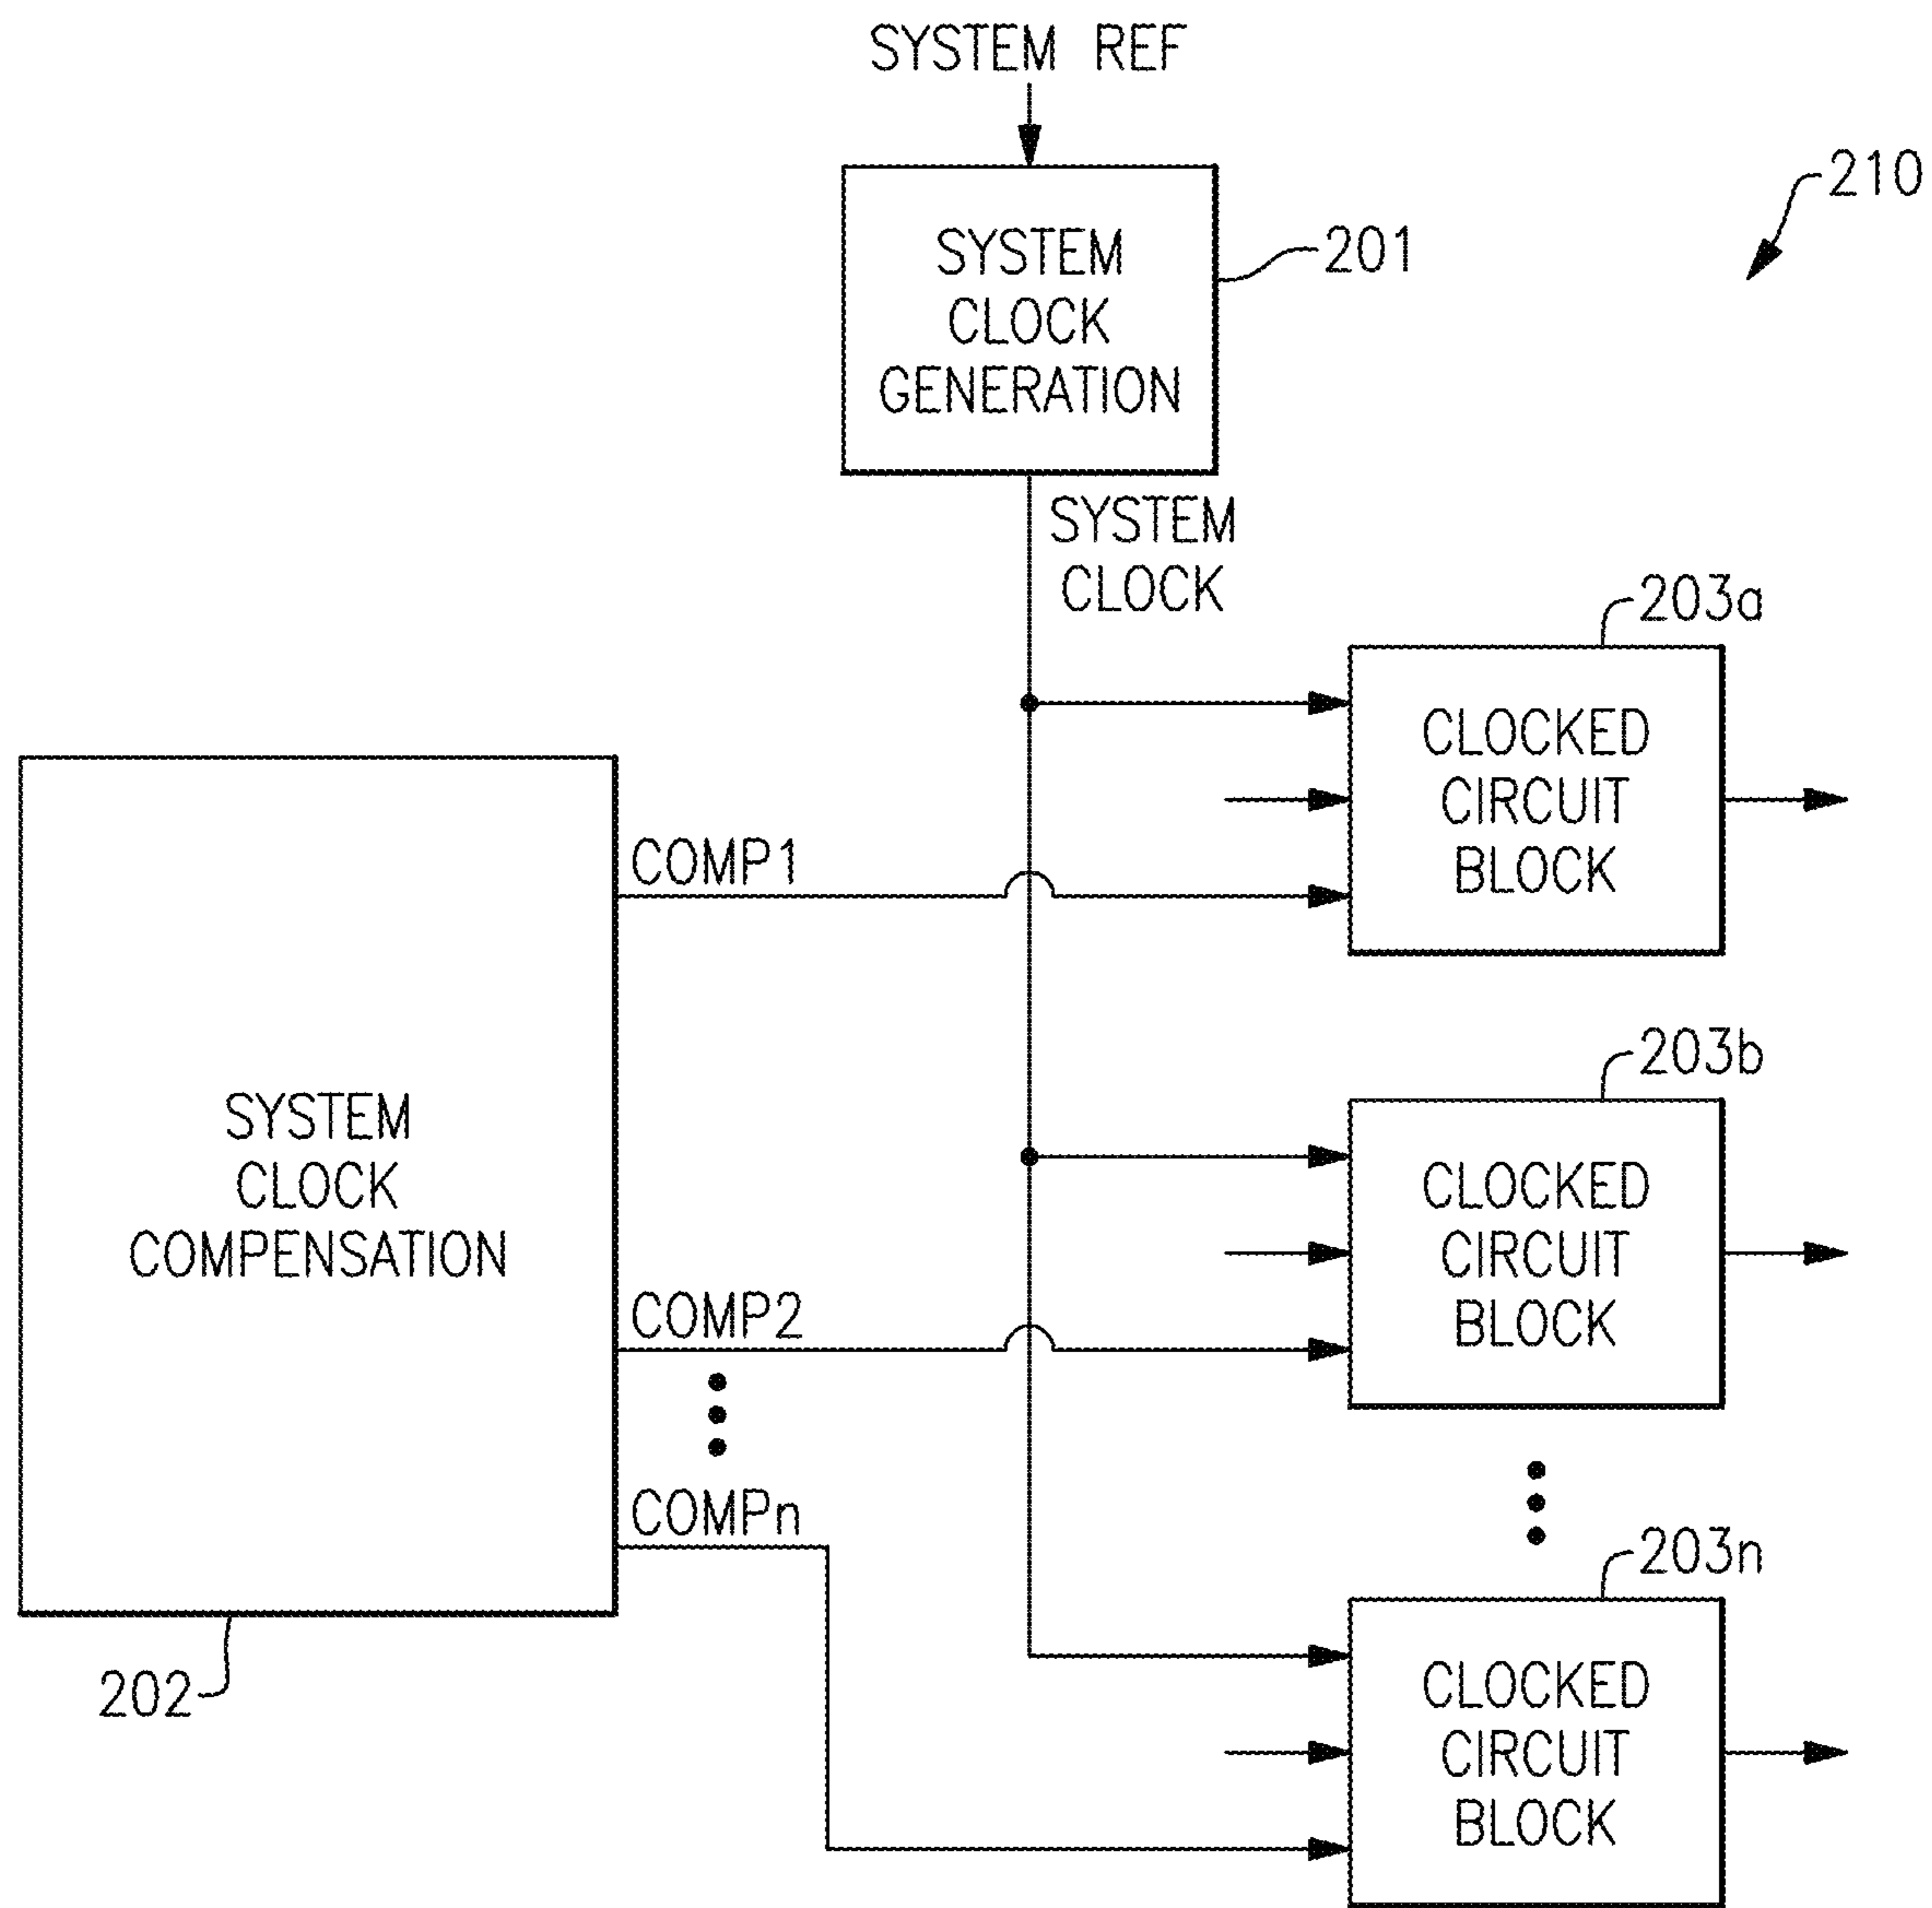 SYSTEM REF
210
SYSTEM
CLOCK
GENERATION
201
SYSTEM
CLOCK
203a
CLOCKED
CIRCUIT
BLOCK
COMP1
203b
SYSTEM
CLOCK
COMPENSATION
CLOCKED
CIRCUIT
BLOCK
COMP2
COMPn
203n
202
CLOCKED
CIRCUIT
BLOCK